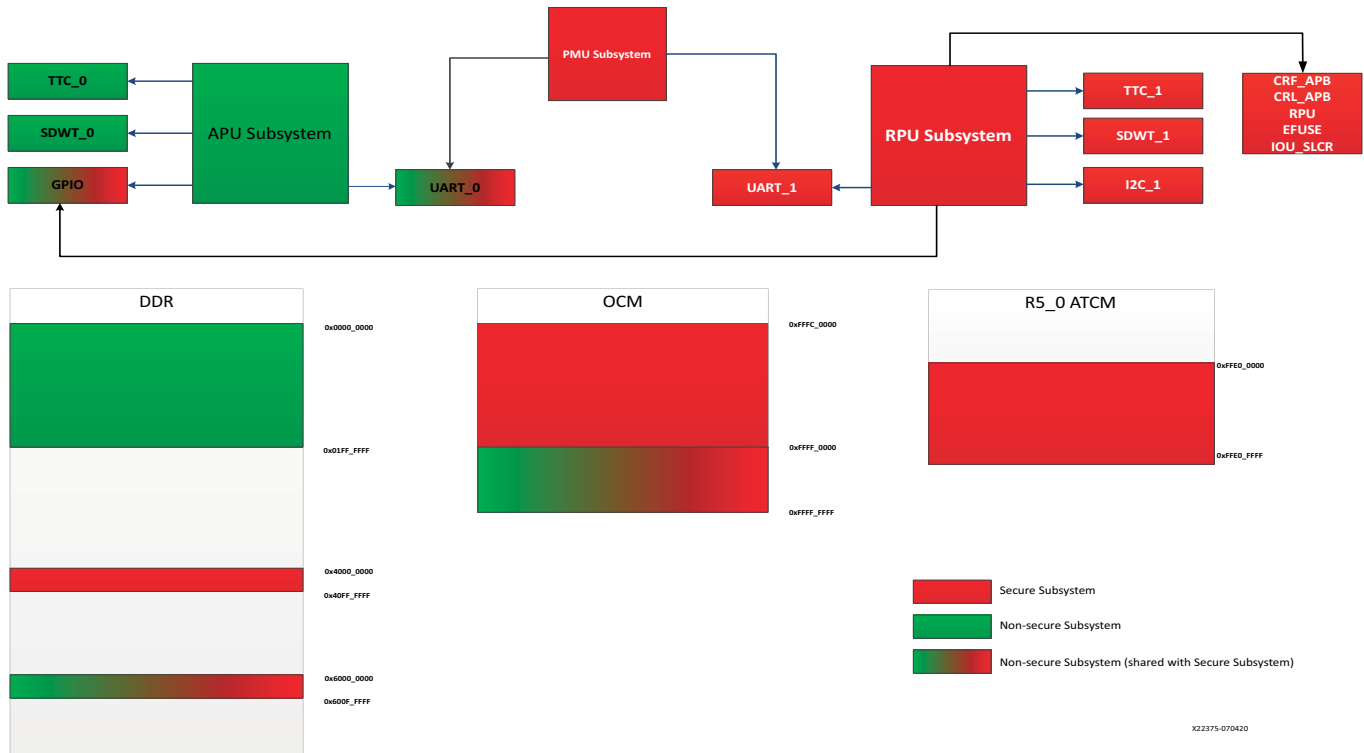 PMU Subsystem
TTC_0
SDWT_0
GPIO
APU Subsystem
UART_0
UART_1
RPU Subsystem
TTC_1
SDWT_1
I2C_1
CRF_APB
CRL_APB
RPU
EFUSE
IOU_SLCR
DDR
0x0000_0000
0x01FF_FFFF
0x4000_0000
0x40FF_FFFF
0x6000_0000
0x600F_FFFF
OCM
0xFFFC_0000
0xFFFF_0000
0xFFFF_FFFF
R5_0 ATCM
0xFFE0_0000
0xFFE0_FFFF
Secure Subsystem
Non-secure Subsystem
Non-secure Subsystem (shared with Secure Subsystem)
X22375-070420